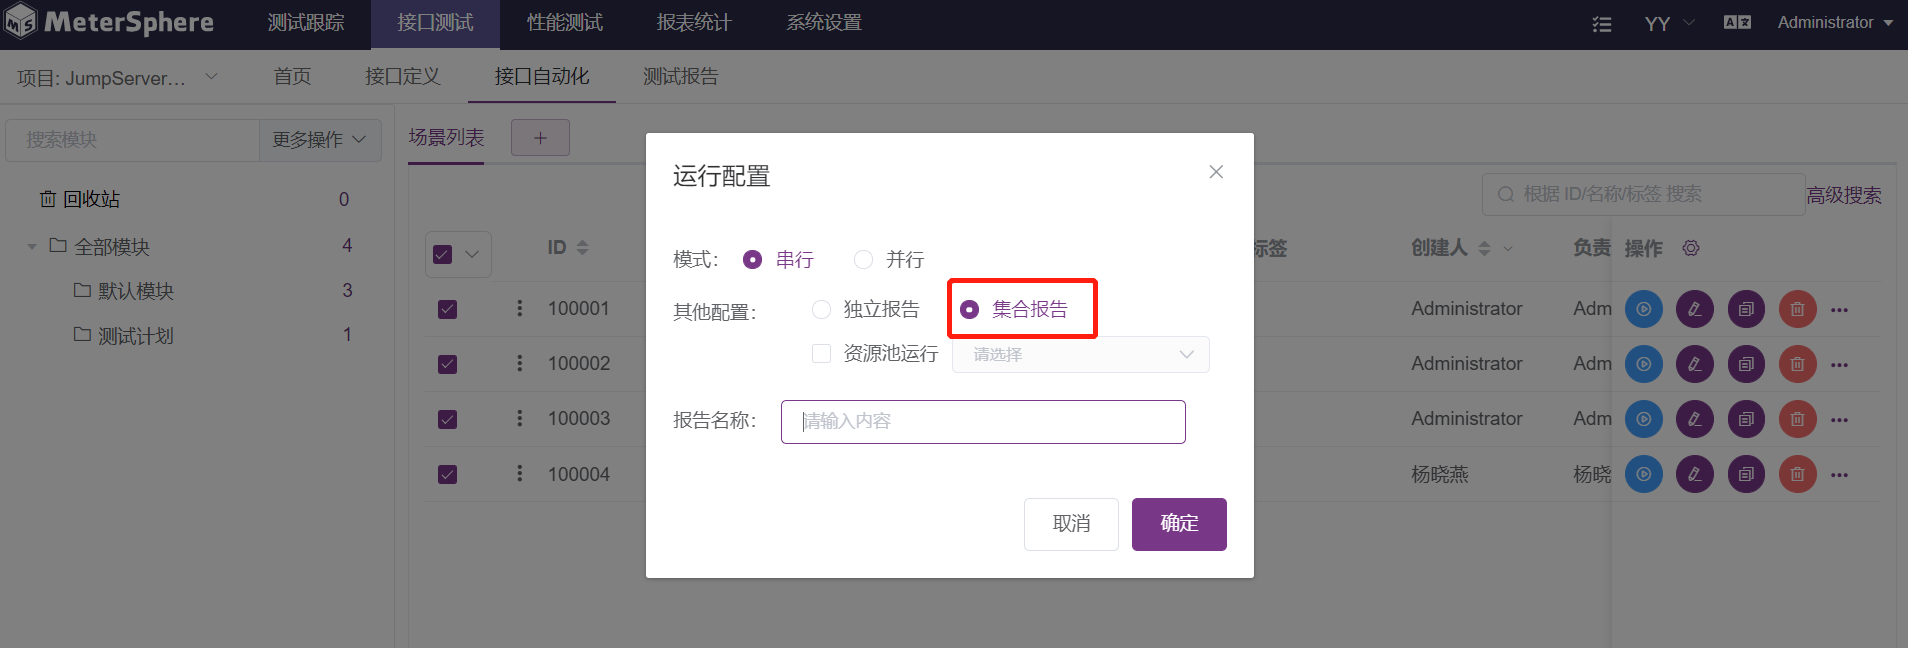 MeterSphere 测试跟踪 接口测试 性能测试 报表统计 系统设置 YY Administrator
项目: JumpServer... 首页 接口定义 接口自动化 测试报告
搜索模块 更多操作
回收站 0
全部模块 4
默认模块 3
测试计划 1
场景列表 +
根据 ID/名称/标签 搜索 高级搜索
ID 标签 创建人 负责 操作
100001 Administrator Adm
100002 Administrator Adm
100003 Administrator Adm
100004 杨晓燕 杨晓
运行配置
模式: 串行 并行
其他配置: 独立报告 集合报告
资源池运行 请选择
报告名称: 请输入内容
取消 确定